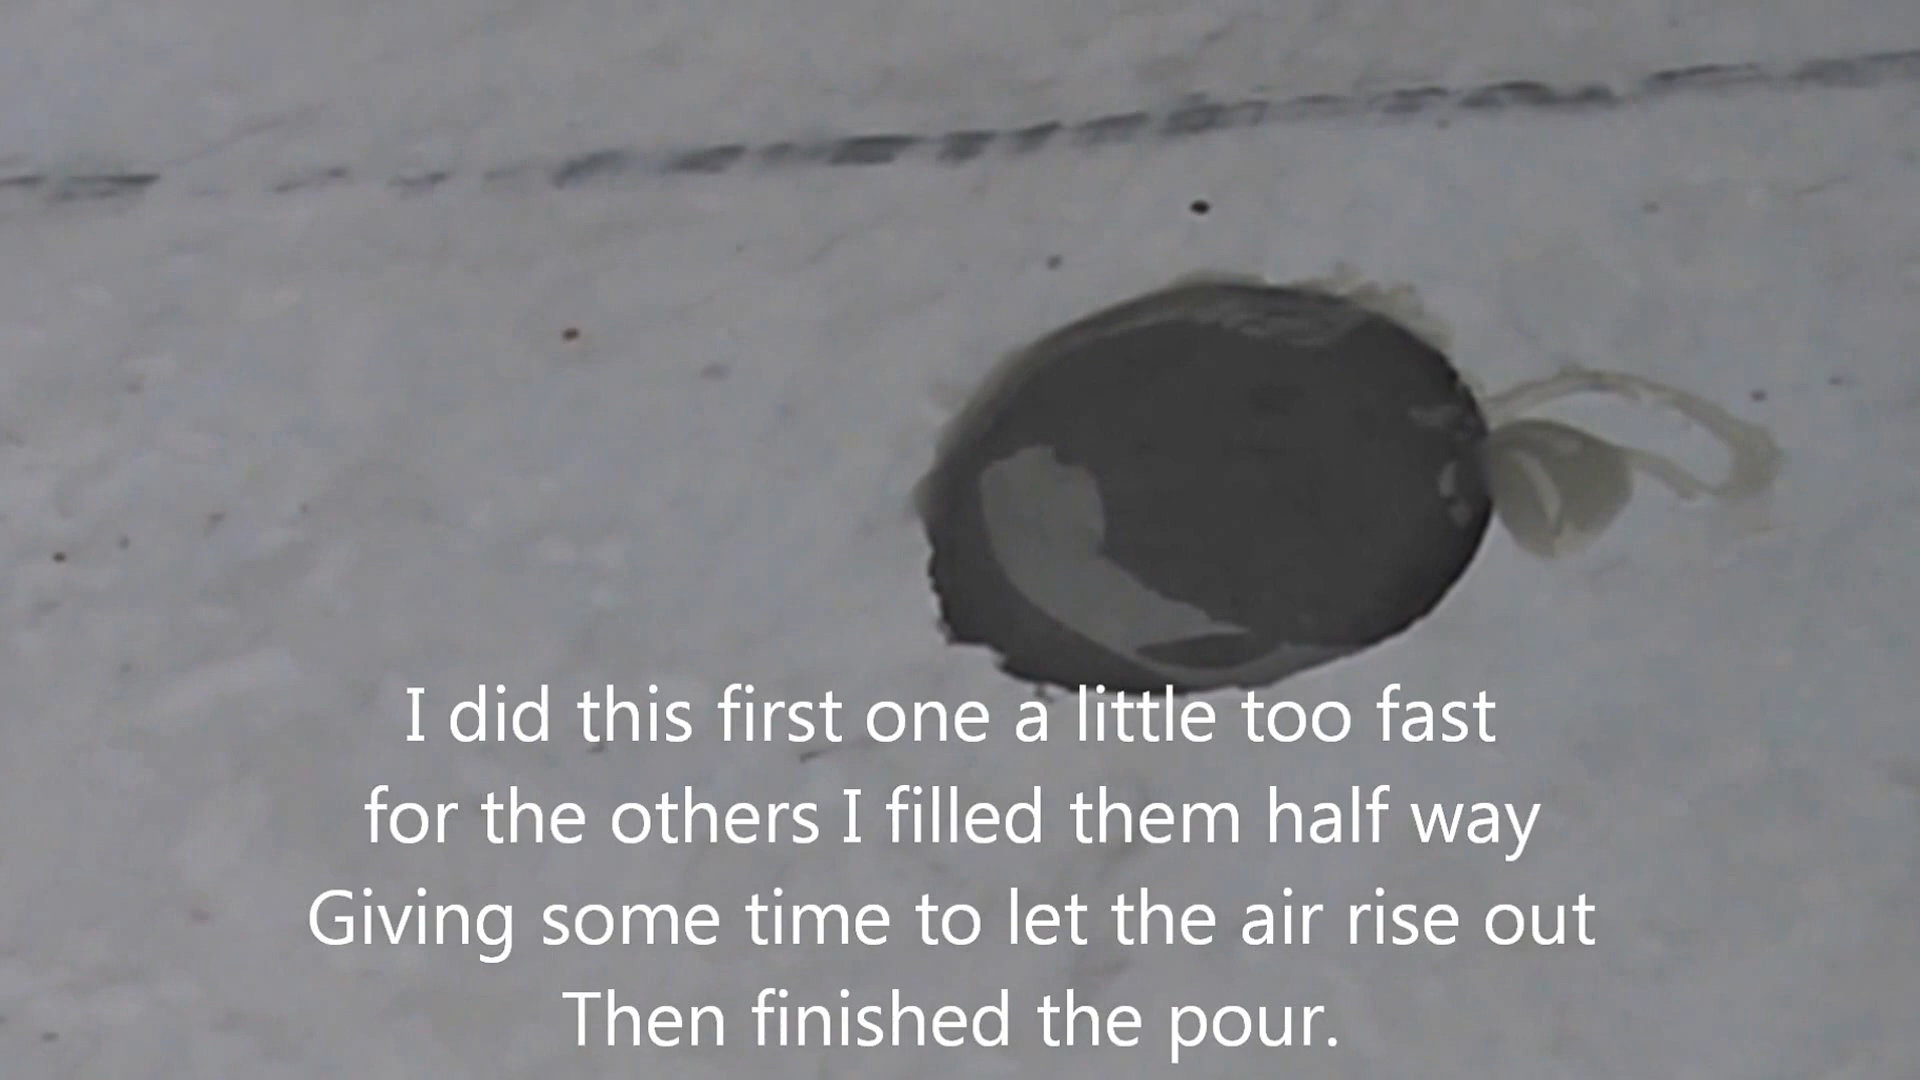 I did this first one a little too fast
for the others I filled them half way
Giving some time to let the air rise out
Then finished the pour.